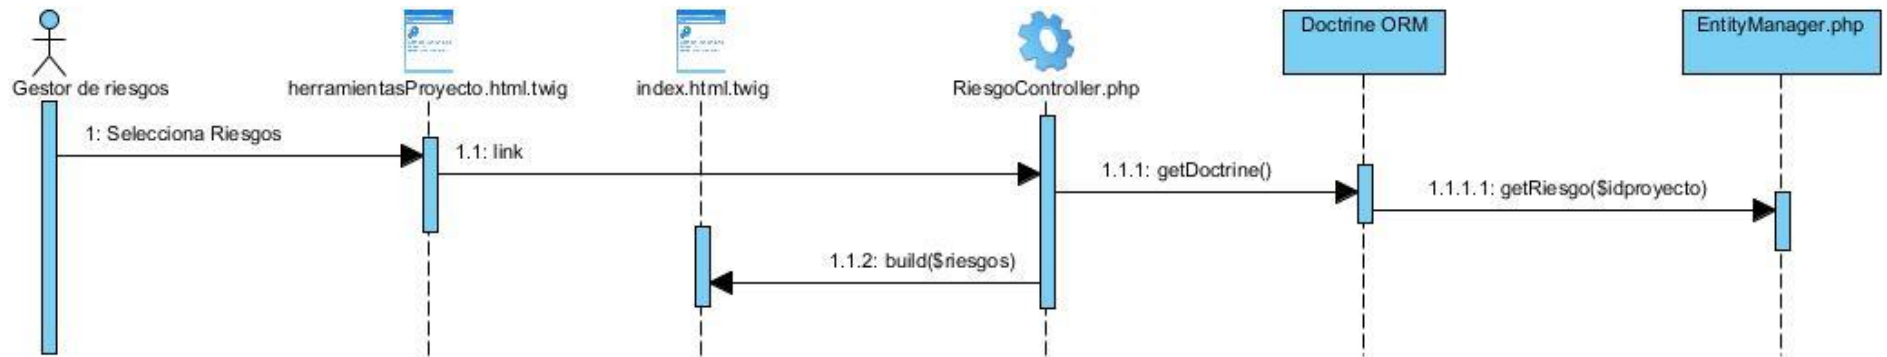 Doctrine ORM
EntityManager.php
Gestor de riesgos
herramientasProyecto.html.twig
index.html.twig
RiesgoController.php
1: Selecciona Riesgos
1.1: link
1.1.1: getDoctrine()
1.1.1.1: getRiesgo($idproyecto)
1.1.2: build($riesgos)